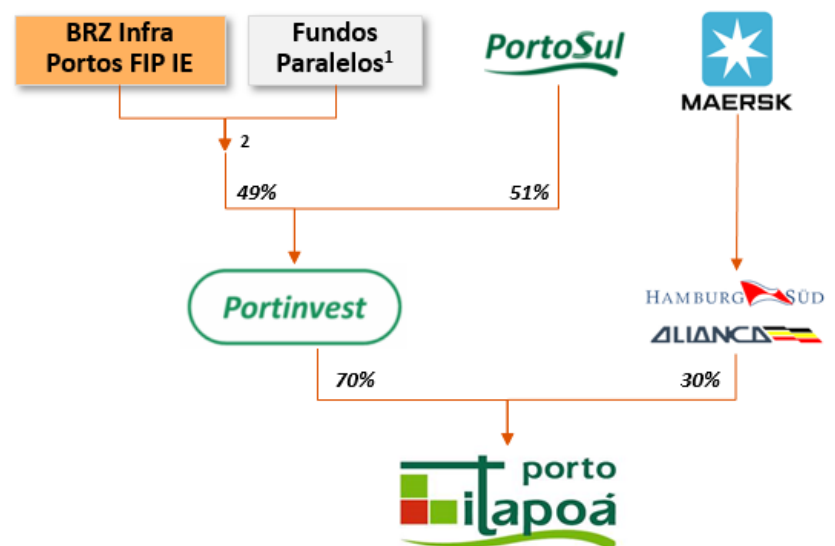 BRZ Infra
Portos FIP IE
Fundos
Paralelos¹
PortoSul
MAERSK
2
49%
51%
Portinvest
HAMBURG SÜD
ALIANCA
70%
30%
porto
itapoá